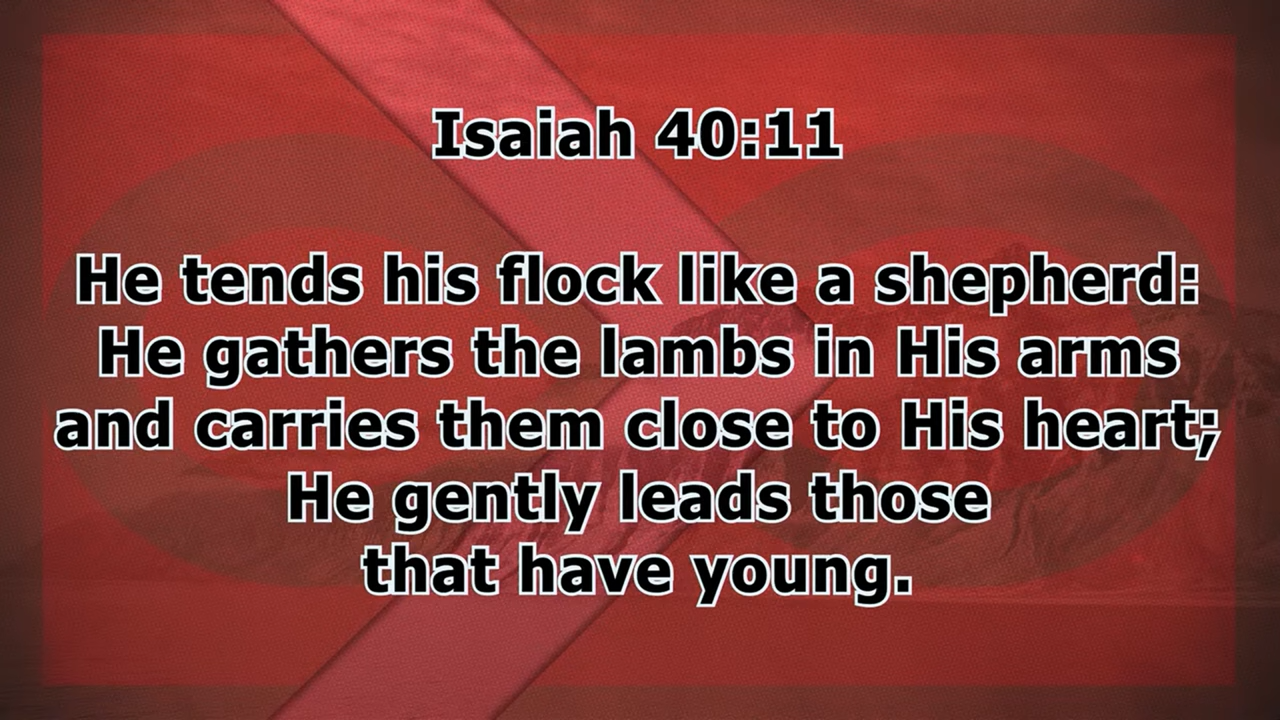 Isaiah 40:11
He tends his flock like a shepherd:
He gathers the lambs in His arms
and carries them close to His heart;
He gently leads those
that have young.